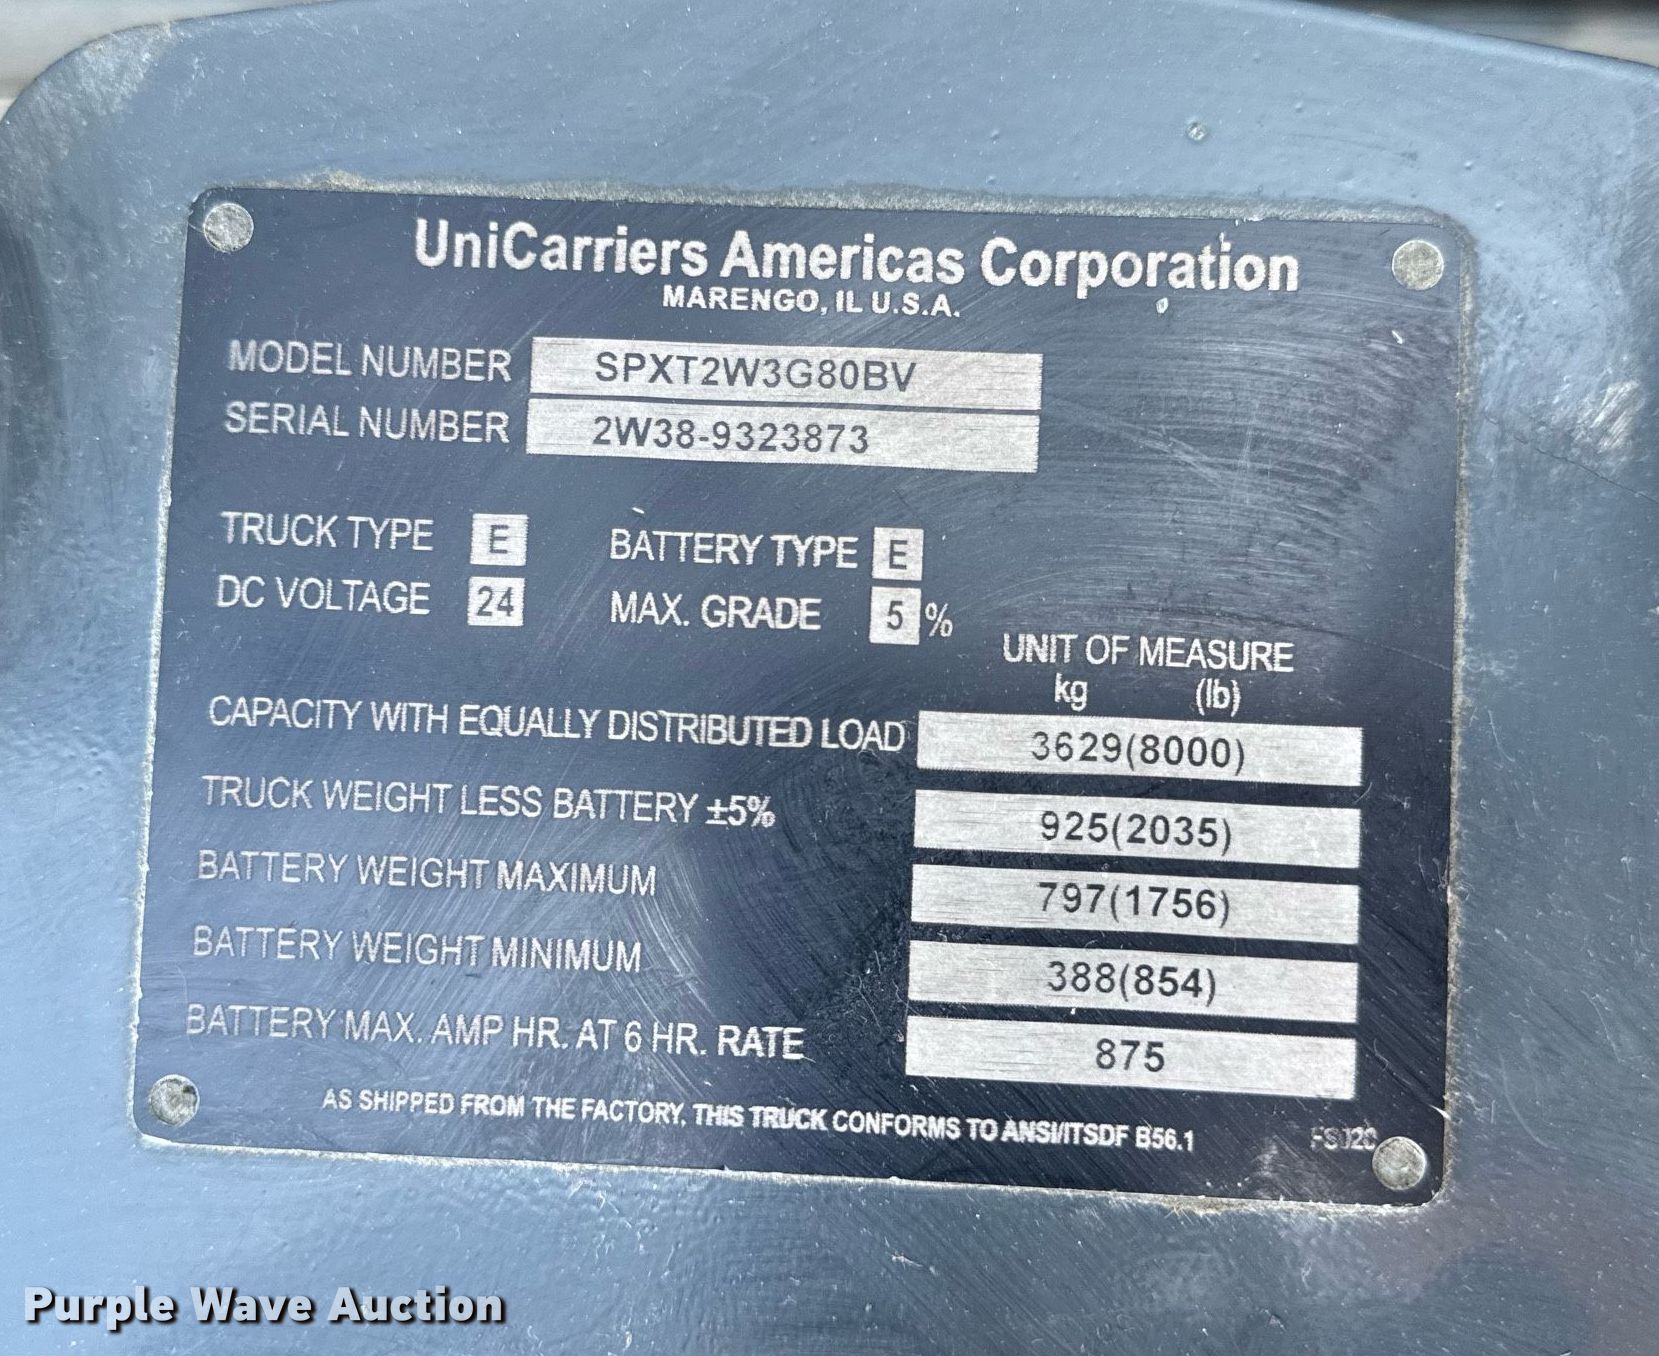 UniCarriers Americas Corporation
MARENGO, IL U.S.A.
MODEL NUMBER SPXT2W3G80BV
SERIAL NUMBER 2W38-9323873
TRUCK TYPE E BATTERY TYPE E
DC VOLTAGE 24 MAX. GRADE 5 %
UNIT OF MEASURE
kg (lb)
CAPACITY WITH EQUALLY DISTRIBUTED LOAD 3629(8000)
TRUCK WEIGHT LESS BATTERY ±5% 925(2035)
BATTERY WEIGHT MAXIMUM 797(1756)
BATTERY WEIGHT MINIMUM 388(854)
BATTERY MAX. AMP HR. AT 6 HR. RATE 875
AS SHIPPED FROM THE FACTORY, THIS TRUCK CONFORMS TO ANSI/ITSDF B56.1
Purple Wave Auction